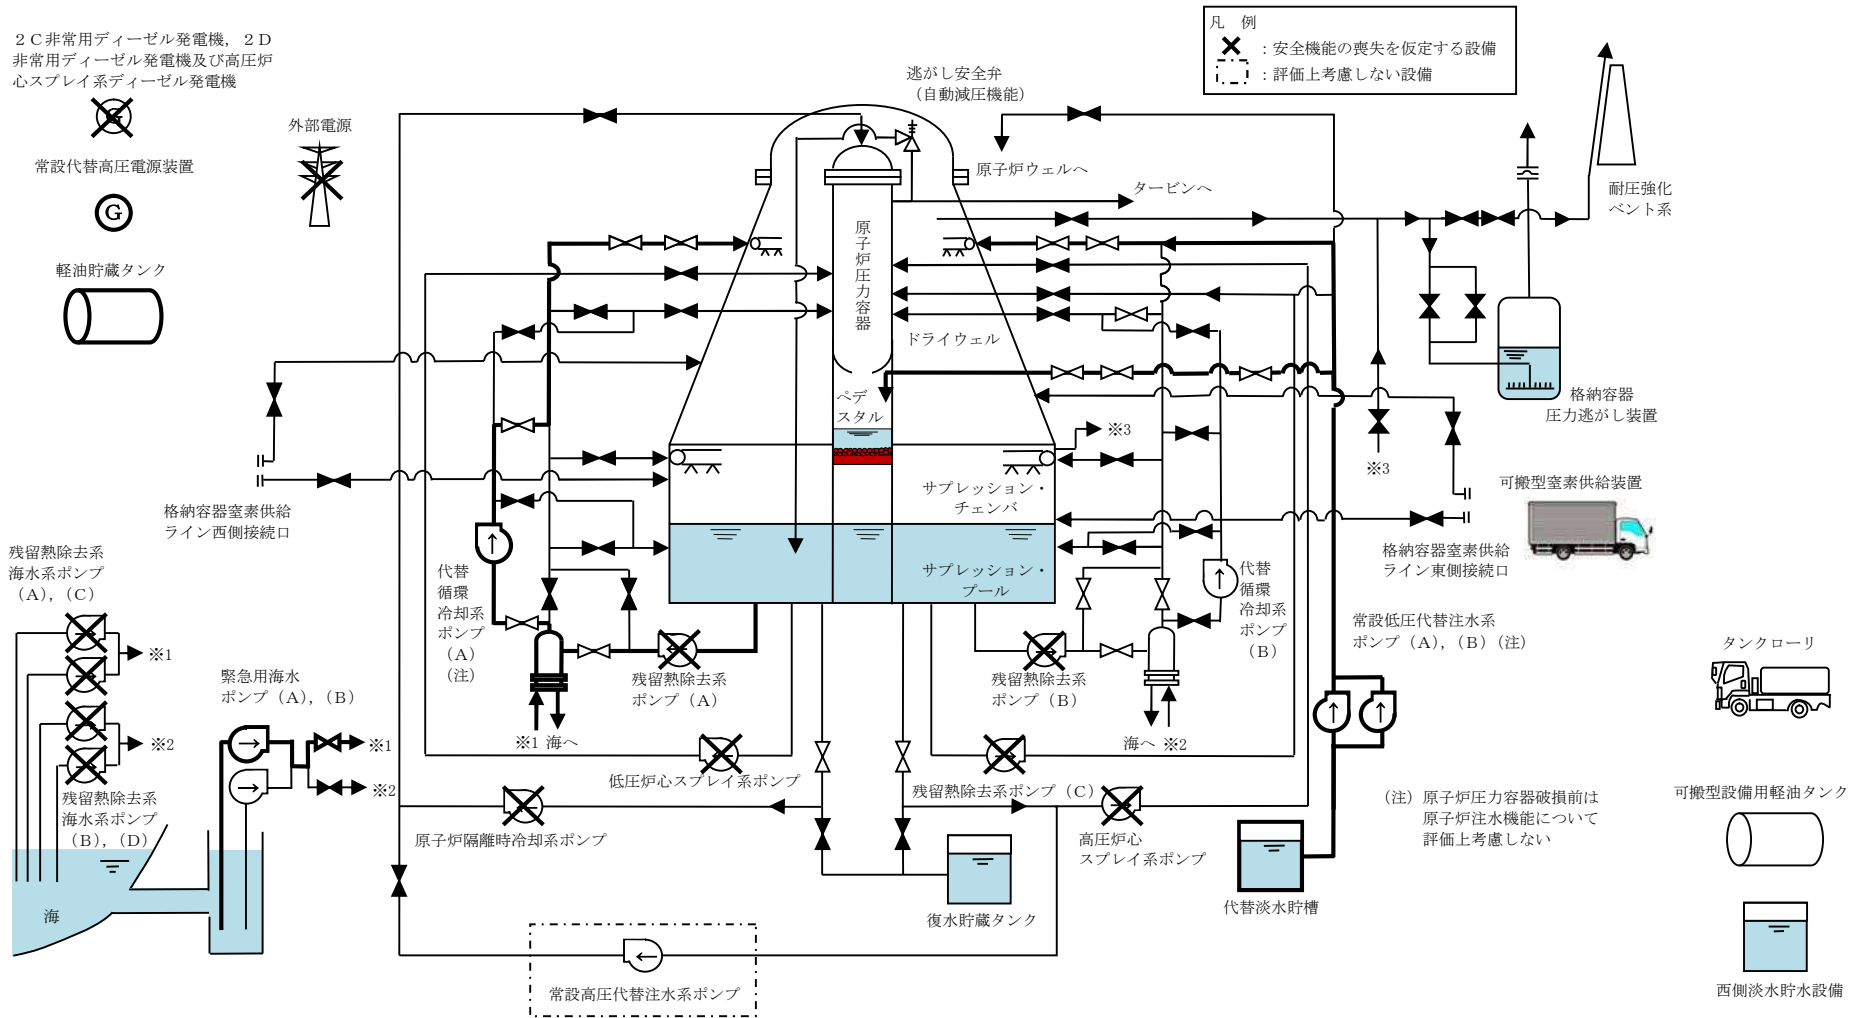 ２Ｃ非常用ディーゼル発電機，２Ｄ
非常用ディーゼル発電機及び高圧炉
心スプレイ系ディーゼル発電機
G
常設代替高圧電源装置
G
軽油貯蔵タンク
外部電源
逃がし安全弁
（自動減圧機能）
凡　例
：安全機能の喪失を仮定する設備
：評価上考慮しない設備
原子炉ウェルへ
タービンへ
耐圧強化
ベント系
原子炉圧力容器
ドライウェル
ペデ
スタル
格納容器
圧力逃がし装置
※3
※3
サプレッション・
チェンバ
サプレッション・
プール
可搬型窒素供給装置
格納容器窒素供給
ライン西側接続口
格納容器窒素供給
ライン東側接続口
残留熱除去系
海水系ポンプ
（A），（C）
※1
※2
残留熱除去系
海水系ポンプ
（B），（D）
緊急用海水
ポンプ（A），（B）
※1
※2
海
代替
循環
冷却系
ポンプ
（A）
（注）
残留熱除去系
ポンプ（A）
※1 海へ
低圧炉心スプレイ系ポンプ
原子炉隔離時冷却系ポンプ
残留熱除去系
ポンプ（B）
代替
循環
冷却系
ポンプ
（B）
海へ ※2
残留熱除去系ポンプ（C）
高圧炉心
スプレイ系ポンプ
常設低圧代替注水系
ポンプ（A），（B）（注）
（注）原子炉圧力容器破損前は
原子炉注水機能について
評価上考慮しない
復水貯蔵タンク
代替淡水貯槽
常設高圧代替注水系ポンプ
タンクローリ
可搬型設備用軽油タンク
西側淡水貯水設備